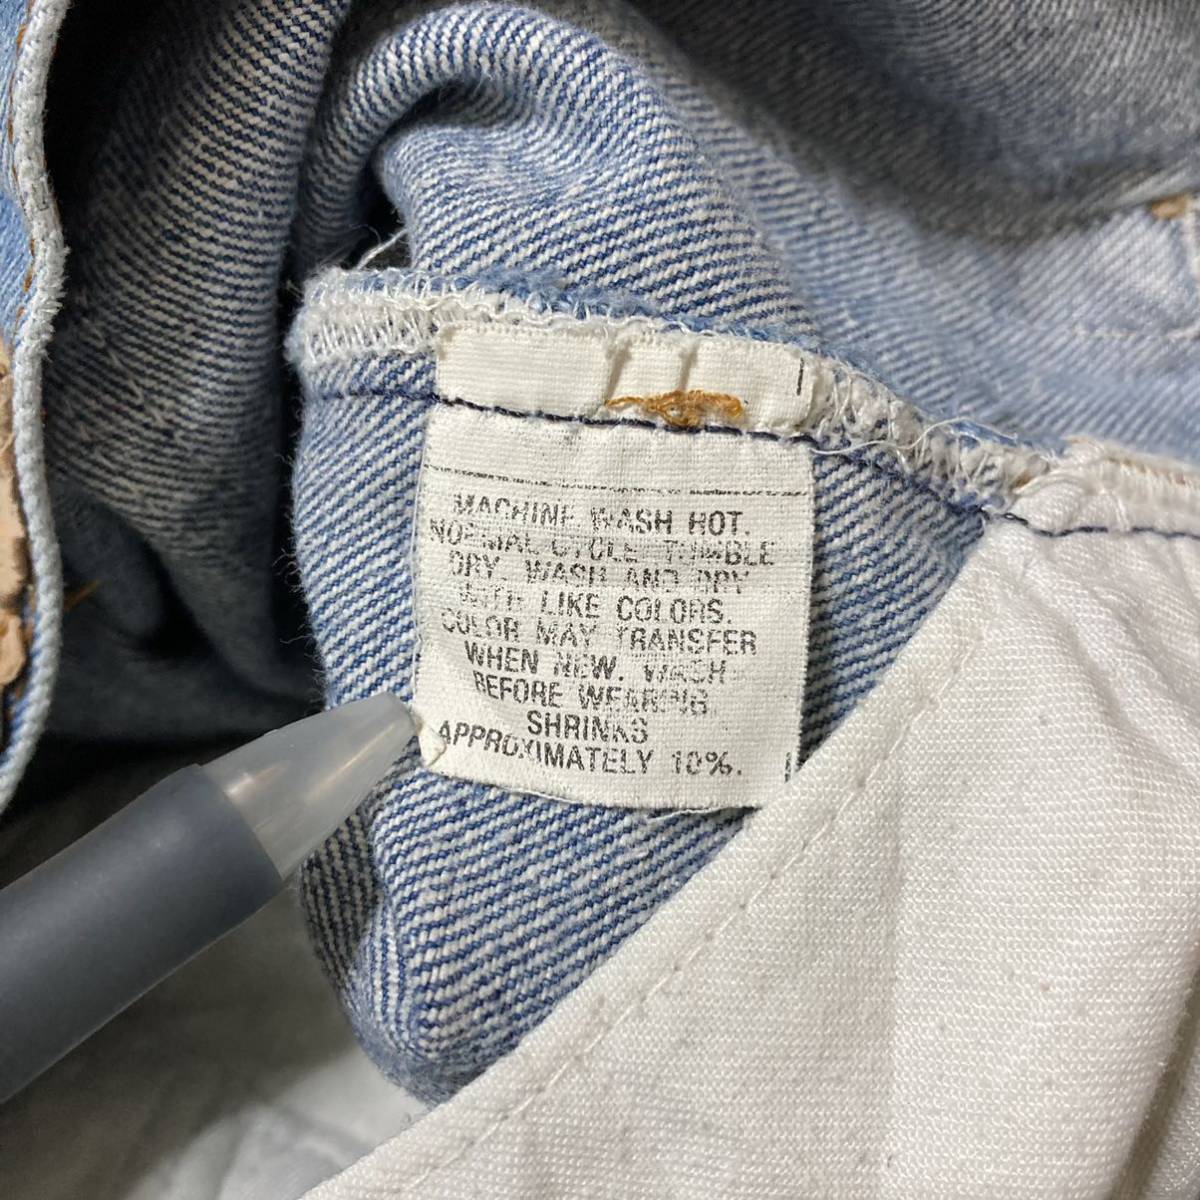 MACHINE WASH HOT.
NORMAL CYCLE TUMBLE
DRY. WASH AND DRY
WITH LIKE COLORS.
COLOR MAY TRANSFER
WHEN NEW. WASH
BEFORE WEARING.
SHRINKS
APPROXIMATELY 10%.